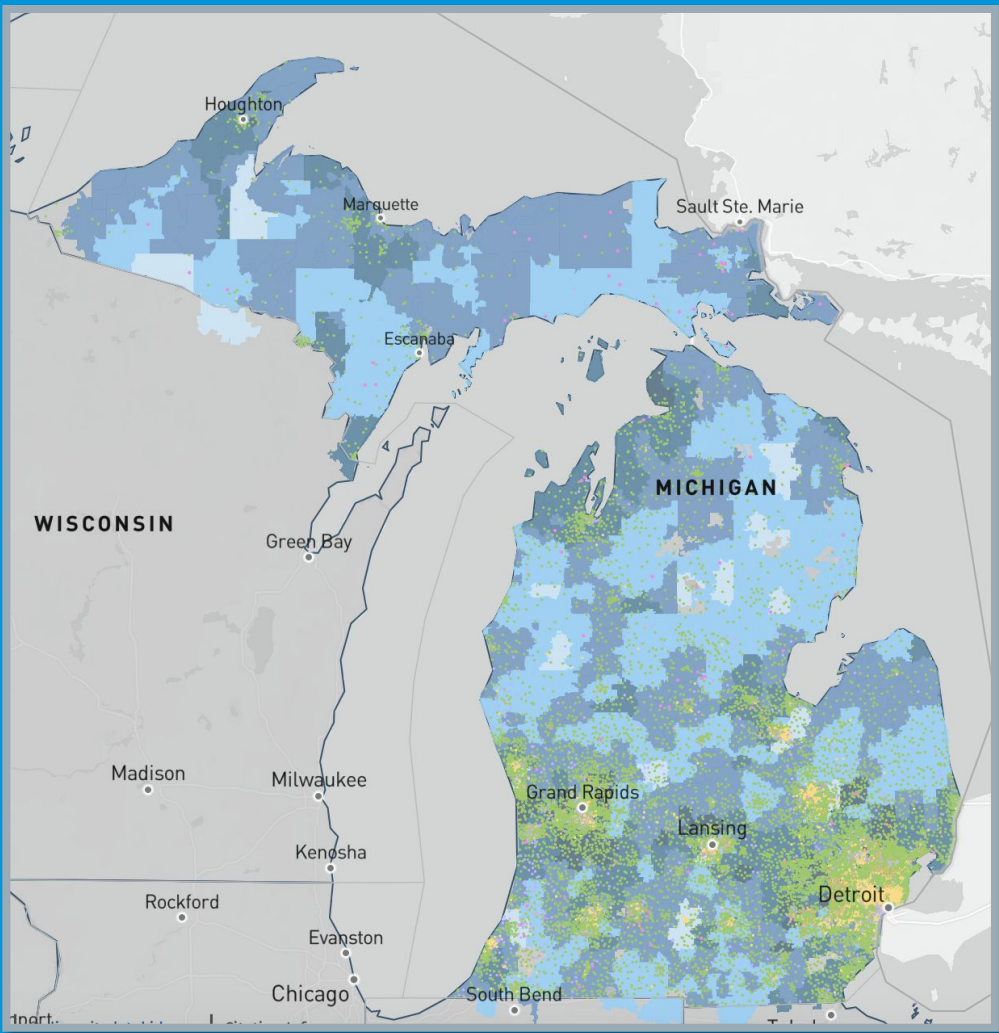 Houghton
Marquette
Sault Ste. Marie
Escanaba
MICHIGAN
WISCONSIN
Green Bay
Madison
Milwaukee
Grand Rapids
Lansing
Kenosha
Detroit
Rockford
Evanston
Chicago
South Bend